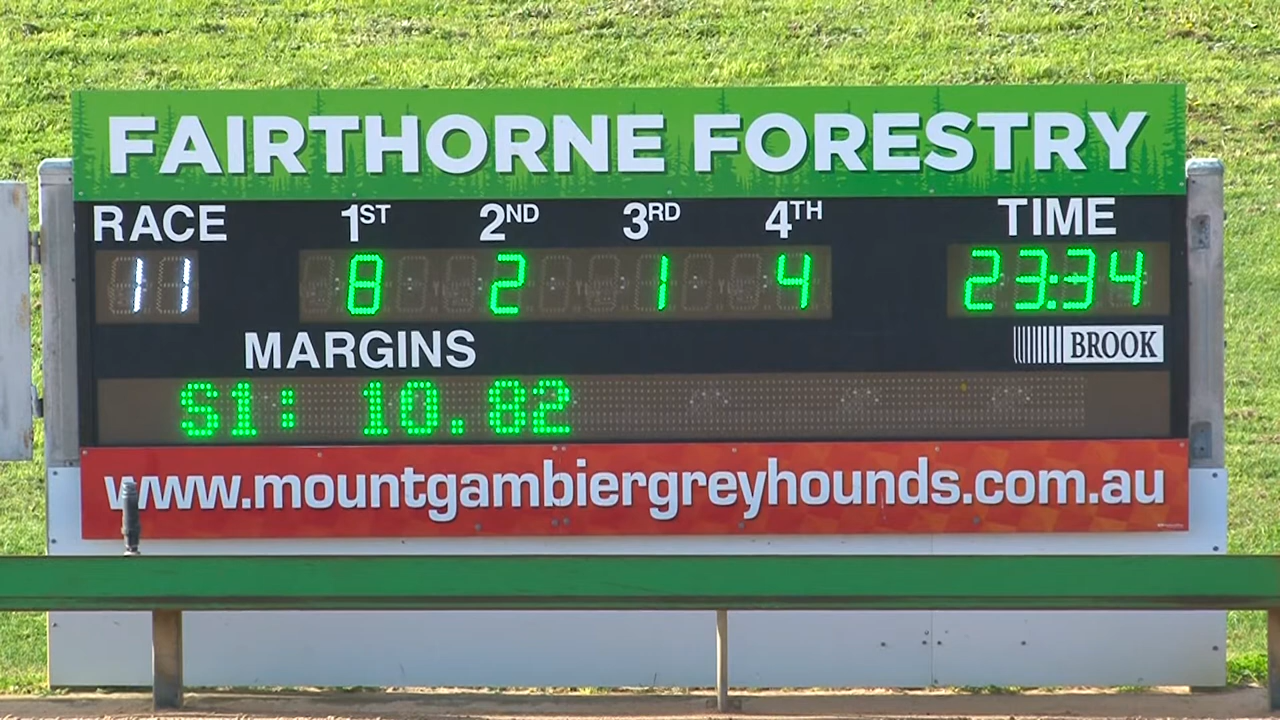 FAIRTHORNE FORESTRY
RACE 1ST 2ND 3RD 4TH TIME
11 8 2 1 4 23:34
MARGINS BROOK
S1: 10.82
www.mountgambiergreyhounds.com.au